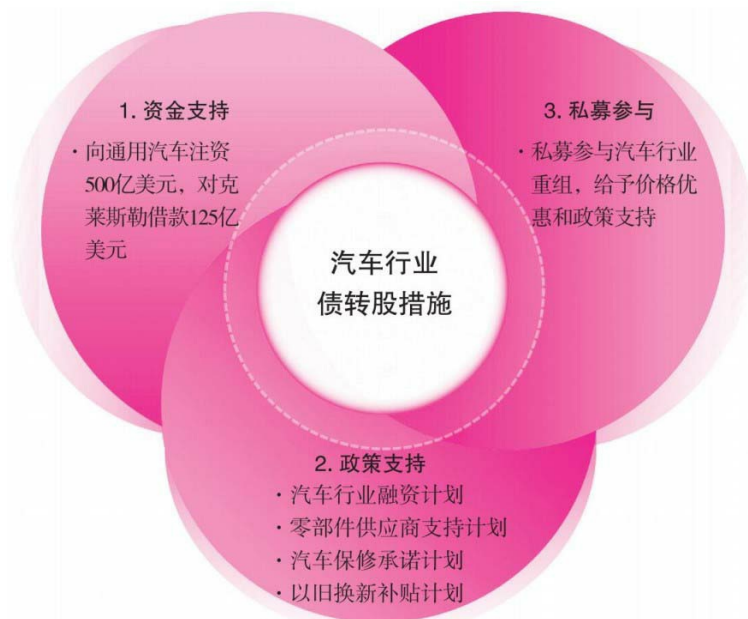 汽车行业
债转股措施
1. 资金支持
· 向通用汽车注资
500亿美元，对克
莱斯勒借款125亿
美元
2. 政策支持
· 汽车行业融资计划
· 零部件供应商支持计划
· 汽车保修承诺计划
· 以旧换新补贴计划
3. 私募参与
· 私募参与汽车行业
重组，给予价格优
惠和政策支持